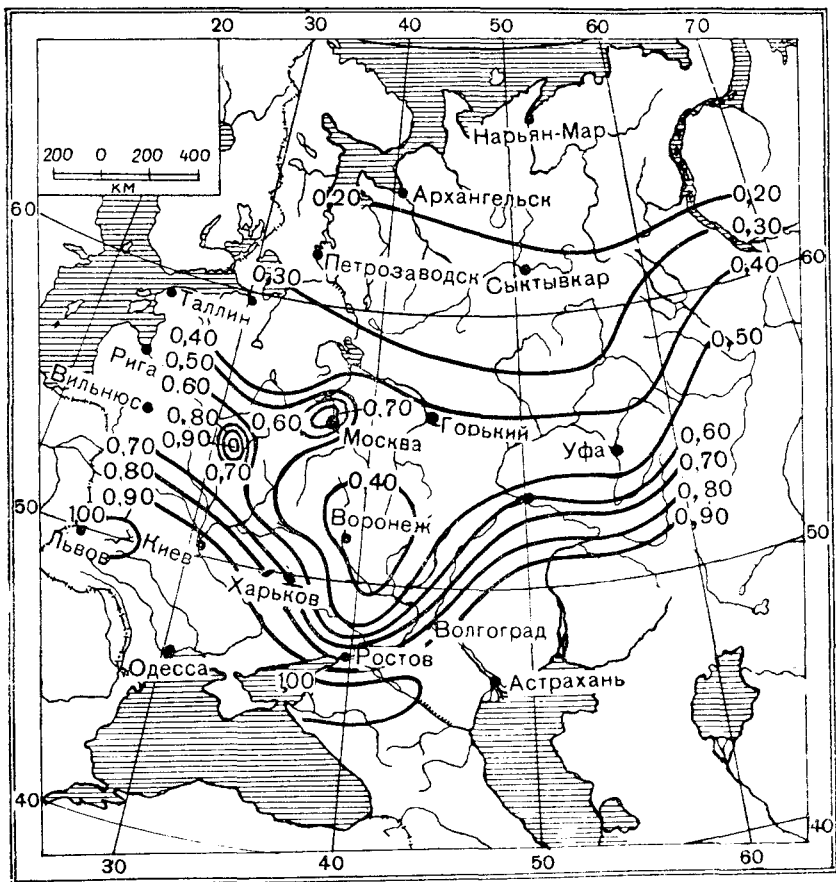 20 30 40 50 60 70
Нарьян-Мар
200 0 200 400
км
Архангельск
0,20
0,20
60
0,30
Петрозаводск
Сыктывкар
60
0,30
0,40
Таллин
0,40
0,50
Рига
0,50
0,60
Вильнюс
0,80
0,60
0,70
Москва
Горький
0,90
0,70
Уфа
0,60
0,70
0,70
0,80
0,40
0,80
0,90
0,90
50
100
Воронеж
50
Львов
Киев
Харьков
Волгоград
Одесса
Ростов
Астрахань
1,00
40
40
30 40 50 60